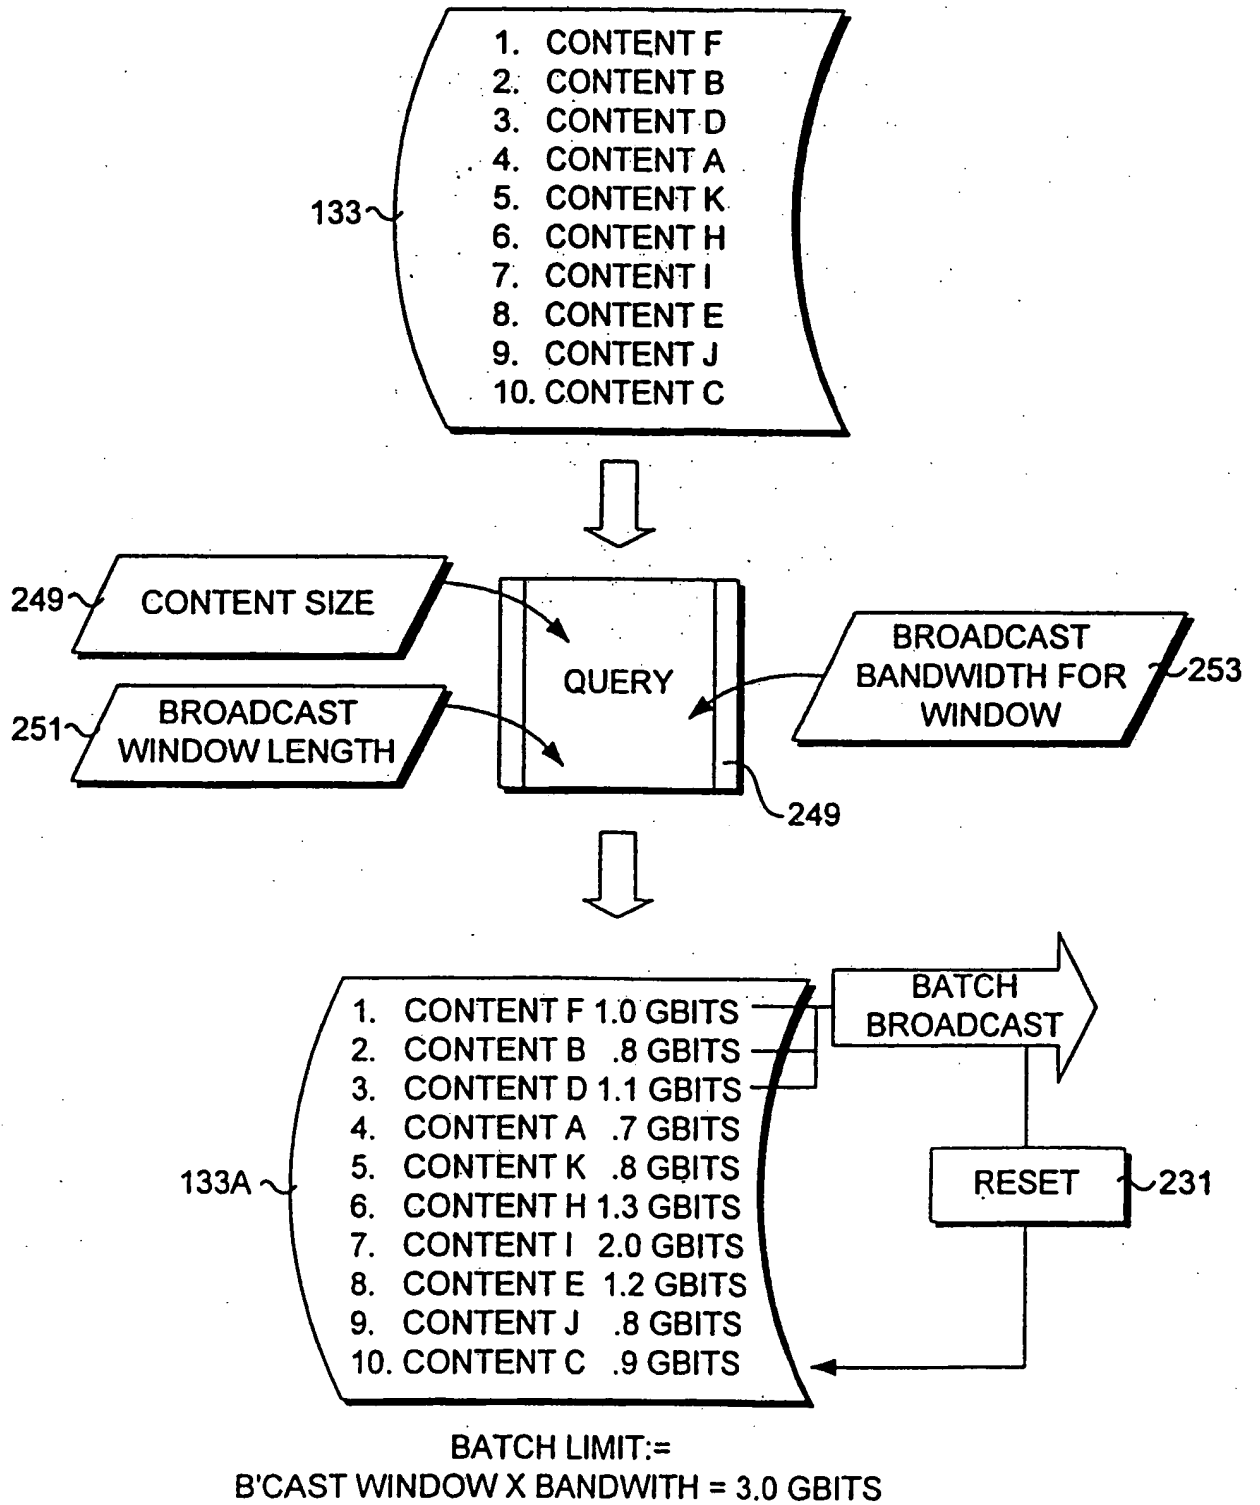 1. CONTENT F
2. CONTENT B
3. CONTENT D
4. CONTENT A
5. CONTENT K
6. CONTENT H
7. CONTENT I
8. CONTENT E
9. CONTENT J
10. CONTENT C
133
249
CONTENT SIZE
251
BROADCAST
WINDOW LENGTH
QUERY
BROADCAST
BANDWIDTH FOR
WINDOW
253
249
1. CONTENT F 1.0 GBITS
2. CONTENT B .8 GBITS
3. CONTENT D 1.1 GBITS
4. CONTENT A .7 GBITS
5. CONTENT K .8 GBITS
6. CONTENT H 1.3 GBITS
7. CONTENT I 2.0 GBITS
8. CONTENT E 1.2 GBITS
9. CONTENT J .8 GBITS
10. CONTENT C .9 GBITS
133A
BATCH
BROADCAST
RESET
231
BATCH LIMIT:=
B'CAST WINDOW X BANDWITH = 3.0 GBITS